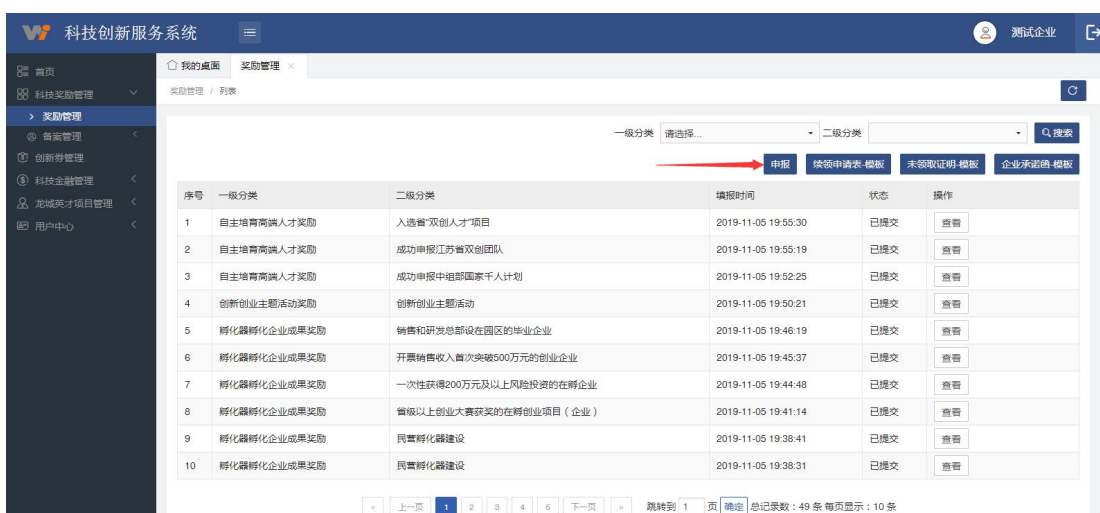 科技创新服务系统
测试企业
首页
科技奖励管理
奖励管理
备案管理
创新券管理
科技金融管理
龙城英才项目管理
用户中心
我的桌面 奖励管理 ×
奖励管理 / 列表
一级分类 请选择... 二级分类 搜索
申报 续领申请表-模板 未领取证明-模板 企业承诺函-模板
序号 一级分类 二级分类 填报时间 状态 操作
1 自主培育高端人才奖励 入选省“双创人才”项目 2019-11-05 19:55:30 已提交 查看
2 自主培育高端人才奖励 成功申报江苏省双创团队 2019-11-05 19:55:19 已提交 查看
3 自主培育高端人才奖励 成功申报中组部国家千人计划 2019-11-05 19:52:25 已提交 查看
4 创新创业主题活动奖励 创新创业主题活动 2019-11-05 19:50:21 已提交 查看
5 孵化器孵化企业成果奖励 销售和研发总部设在园区的毕业企业 2019-11-05 19:46:19 已提交 查看
6 孵化器孵化企业成果奖励 开票销售收入首次突破500万元的创业企业 2019-11-05 19:45:37 已提交 查看
7 孵化器孵化企业成果奖励 一次性获得200万元及以上风险投资的在孵企业 2019-11-05 19:44:48 已提交 查看
8 孵化器孵化企业成果奖励 省级以上创业大赛获奖的在孵创业项目（企业） 2019-11-05 19:41:14 已提交 查看
9 孵化器孵化企业成果奖励 民营孵化器建设 2019-11-05 19:38:41 已提交 查看
10 孵化器孵化企业成果奖励 民营孵化器建设 2019-11-05 19:38:31 已提交 查看
« 上一页 1 2 3 4 5 下一页 » 跳转到 1 页 确定 总记录数：49 条 每页显示：10 条